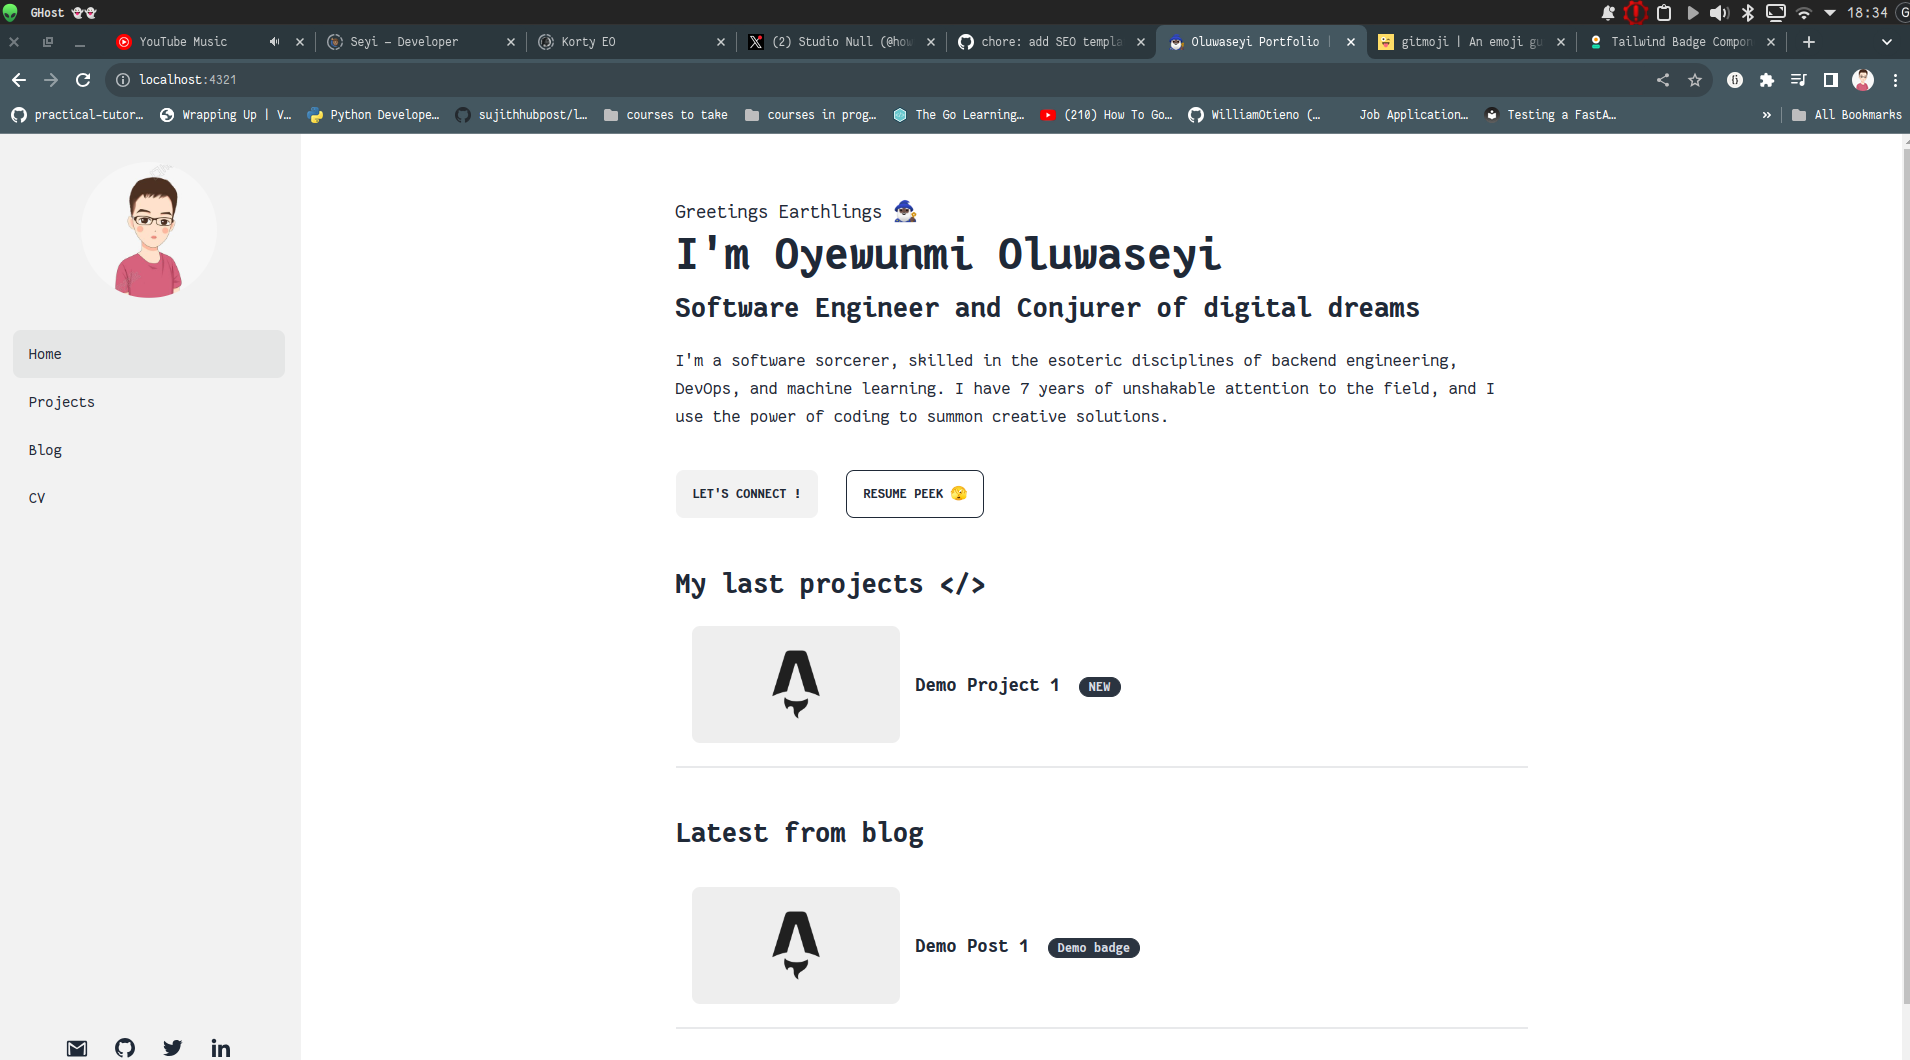 GHost 👻👻
18:34
YouTube Music
Seyi – Developer
Korty EO
(2) Studio Null (@how
chore: add SEO templa
Oluwaseyi Portfolio |
gitmoji | An emoji gu
Tailwind Badge Compon
localhost:4321
practical-tutor…
Wrapping Up | V…
Python Develope…
sujithhubpost/l…
courses to take
courses in prog…
The Go Learning…
(210) How To Go…
WilliamOtieno (…
Job Application…
Testing a FastA…
»
All Bookmarks
Home
Projects
Blog
CV
Greetings Earthlings 🧙🏿‍♂️
I'm Oyewunmi Oluwaseyi
Software Engineer and Conjurer of digital dreams
I'm a software sorcerer, skilled in the esoteric disciplines of backend engineering,
DevOps, and machine learning. I have 7 years of unshakable attention to the field, and I
use the power of coding to summon creative solutions.
LET'S CONNECT !
RESUME PEEK 🫣
My last projects </>
Demo Project 1
NEW
Latest from blog
Demo Post 1
Demo badge